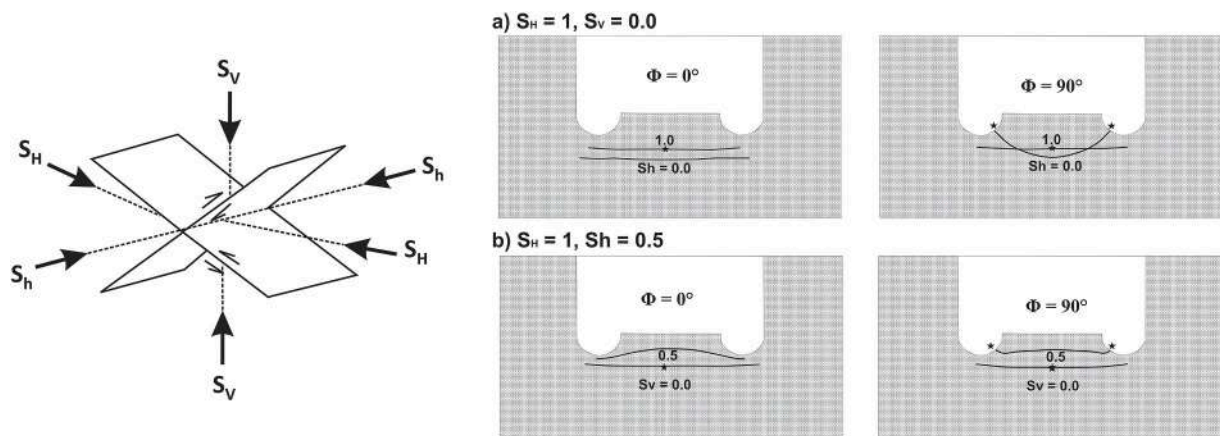 S_V
S_H
S_h
S_h
S_H
S_V
a) S_H = 1, S_V = 0.0
Φ = 0°
1.0
Sh = 0.0
Φ = 90°
1.0
Sh = 0.0
b) S_H = 1, Sh = 0.5
Φ = 0°
0.5
Sv = 0.0
Φ = 90°
0.5
Sv = 0.0